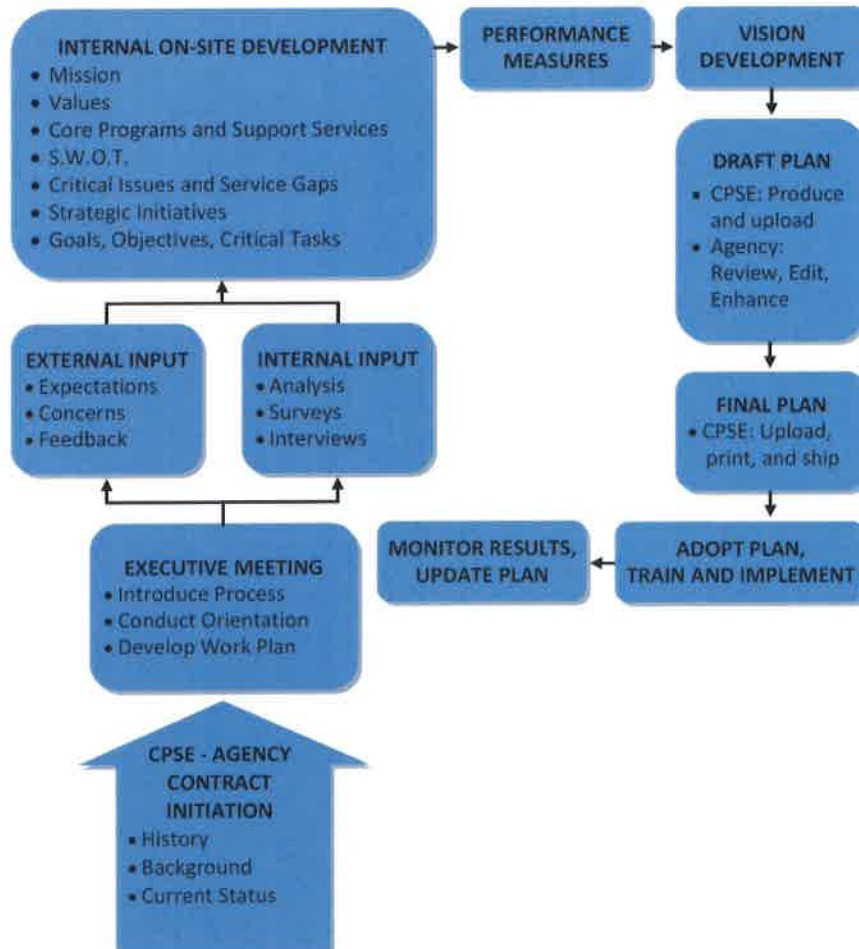 INTERNAL ON-SITE DEVELOPMENT
• Mission
• Values
• Core Programs and Support Services
• S.W.O.T.
• Critical Issues and Service Gaps
• Strategic Initiatives
• Goals, Objectives, Critical Tasks
PERFORMANCE
MEASURES
VISION
DEVELOPMENT
DRAFT PLAN
• CPSE: Produce
and upload
• Agency:
Review, Edit,
Enhance
EXTERNAL INPUT
• Expectations
• Concerns
• Feedback
INTERNAL INPUT
• Analysis
• Surveys
• Interviews
FINAL PLAN
• CPSE: Upload,
print, and ship
EXECUTIVE MEETING
• Introduce Process
• Conduct Orientation
• Develop Work Plan
MONITOR RESULTS,
UPDATE PLAN
ADOPT PLAN,
TRAIN AND IMPLEMENT
CPSE - AGENCY
CONTRACT
INITIATION
• History
• Background
• Current Status